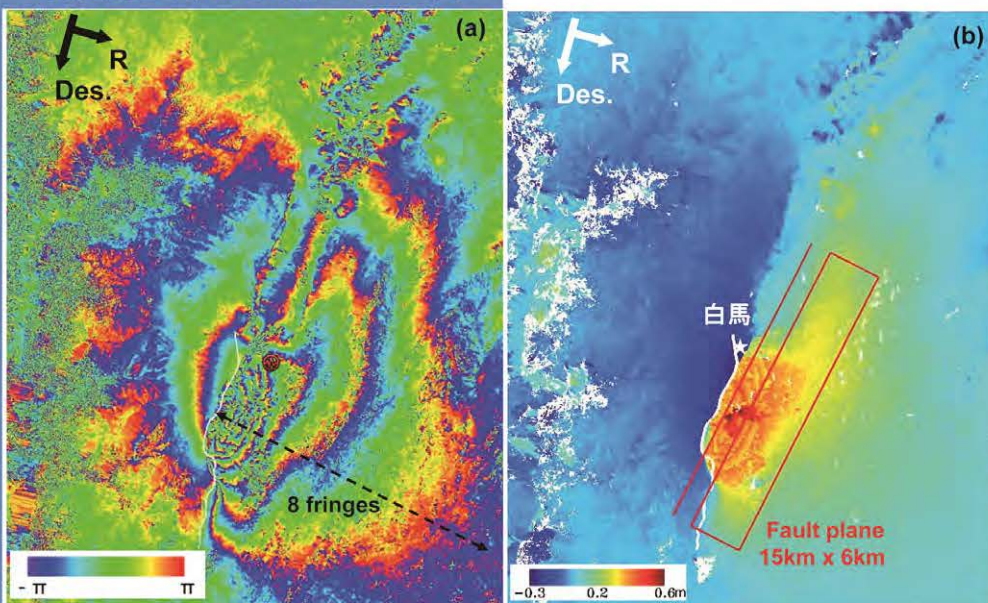 (a)
R
Des.
8 fringes
- π
π
(b)
R
Des.
白馬
Fault plane
15km x 6km
-0.3
0.2
0.6m